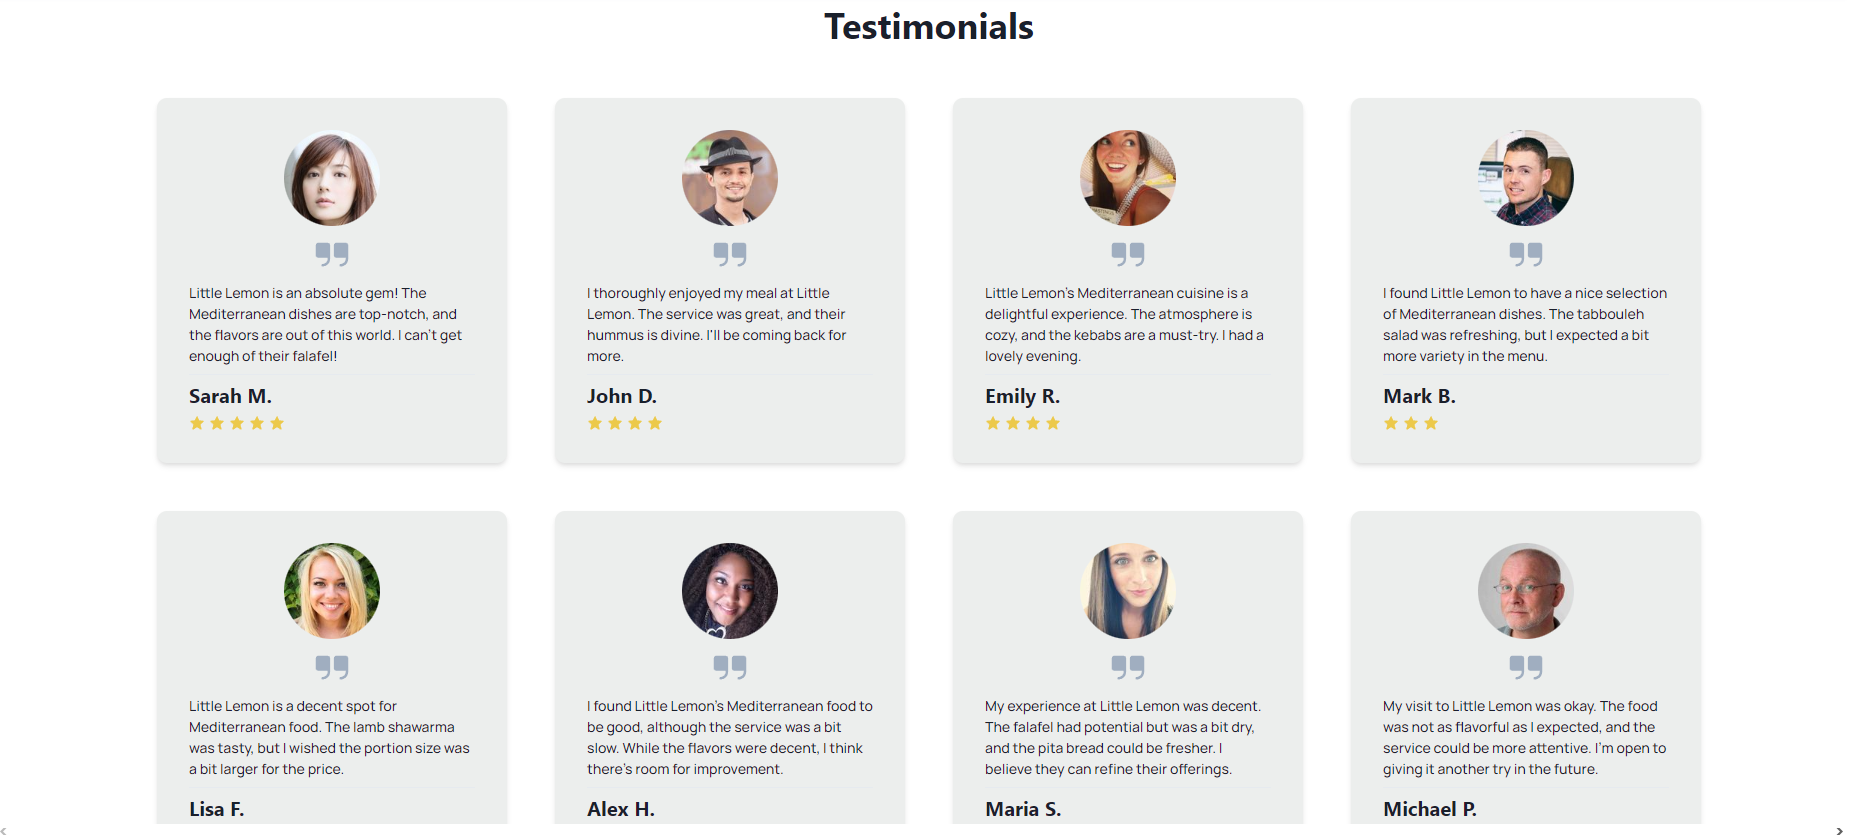 Testimonials
Little Lemon is an absolute gem! The
Mediterranean dishes are top-notch, and
the flavors are out of this world. I can't get
enough of their falafel!
Sarah M.
I thoroughly enjoyed my meal at Little
Lemon. The service was great, and their
hummus is divine. I'll be coming back for
more.
John D.
Little Lemon's Mediterranean cuisine is a
delightful experience. The atmosphere is
cozy, and the kebabs are a must-try. I had a
lovely evening.
Emily R.
I found Little Lemon to have a nice selection
of Mediterranean dishes. The tabbouleh
salad was refreshing, but I expected a bit
more variety in the menu.
Mark B.
Little Lemon is a decent spot for
Mediterranean food. The lamb shawarma
was tasty, but I wished the portion size was
a bit larger for the price.
Lisa F.
I found Little Lemon's Mediterranean food to
be good, although the service was a bit
slow. While the flavors were decent, I think
there's room for improvement.
Alex H.
My experience at Little Lemon was decent.
The falafel had potential but was a bit dry,
and the pita bread could be fresher. I
believe they can refine their offerings.
Maria S.
My visit to Little Lemon was okay. The food
was not as flavorful as I expected, and the
service could be more attentive. I'm open to
giving it another try in the future.
Michael P.